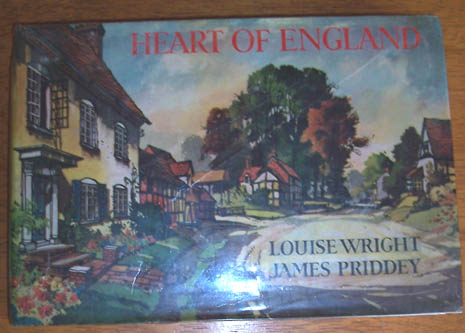 HEART OF ENGLAND
LOUISE WRIGHT
JAMES PRIDDEY